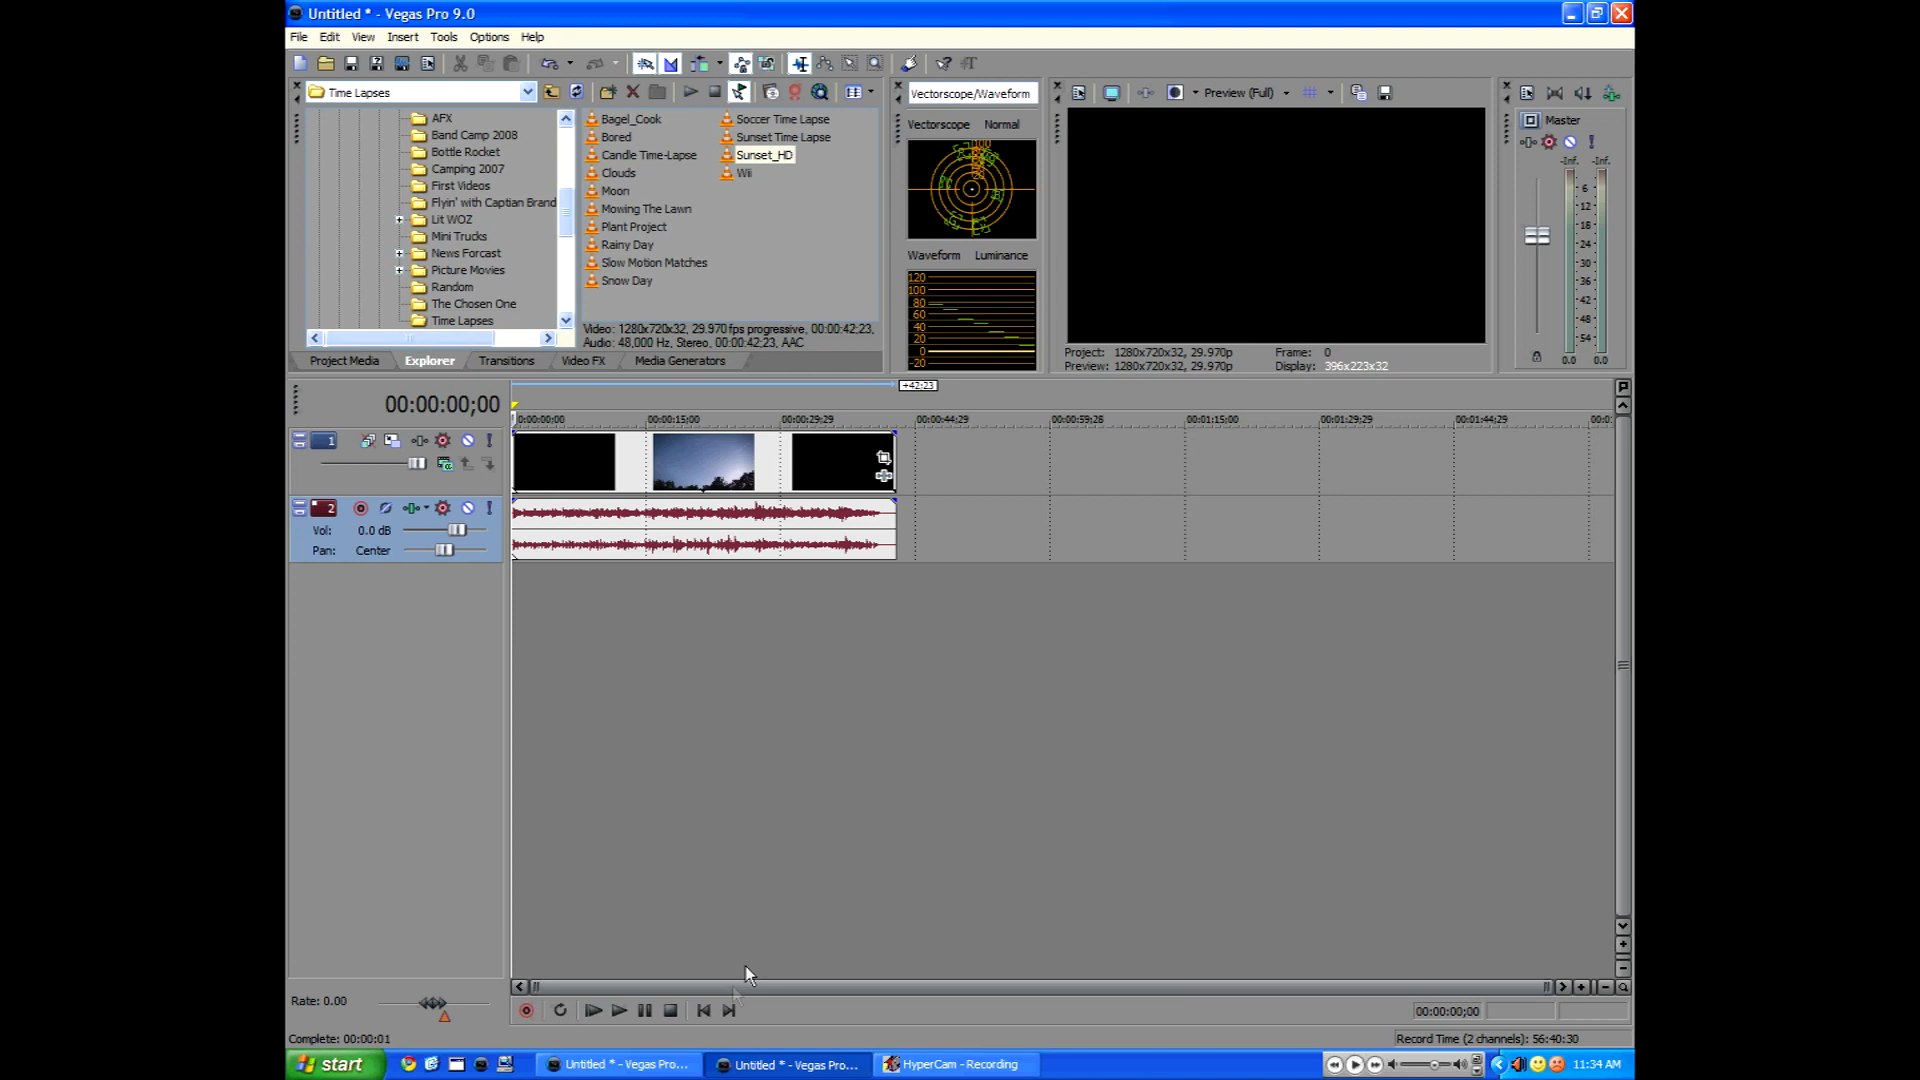 Untitled * - Vegas Pro 9.0
File Edit View Insert Tools Options Help
Time Lapses
AFX
Band Camp 2008
Bottle Rocket
Camping 2007
First Videos
Flyin' with Captian Brand
Lit WOZ
Mini Trucks
News Forcast
Picture Movies
Random
The Chosen One
Time Lapses
Bagel_Cook
Bored
Candle Time-Lapse
Clouds
Moon
Mowing The Lawn
Plant Project
Rainy Day
Slow Motion Matches
Snow Day
Soccer Time Lapse
Sunset Time Lapse
Sunset_HD
Wii
Video: 1280x720x32, 29.970 fps progressive, 00:00:42;23,
Audio: 48,000 Hz, Stereo, 00:00:42;23, AAC
Project Media Explorer Transitions Video FX Media Generators
Vectorscope/Waveform
Vectorscope Normal
Waveform Luminance
120
100
80
60
40
20
0
-20
Preview (Full)
Project: 1280x720x32, 29.970p Frame: 0
Preview: 1280x720x32, 29.970p Display: 396x223x32
Master
-Inf. -Inf.
6
12
18
24
30
36
42
48
54
0.0 0.0
+42;23
00:00:00;00
0:00:00;00 00:00:15;00 00:00:29;29 00:00:44;29 00:00:59;28 00:01:15;00 00:01:29;29 00:01:44;29 00:0
1
2
Vol: 0.0 dB
Pan: Center
Rate: 0.00
00:00:00;00
Complete: 00:00:01
Record Time (2 channels): 56:40:30
start
Untitled * - Vegas Pro...
Untitled * - Vegas Pro...
HyperCam - Recording
11:34 AM